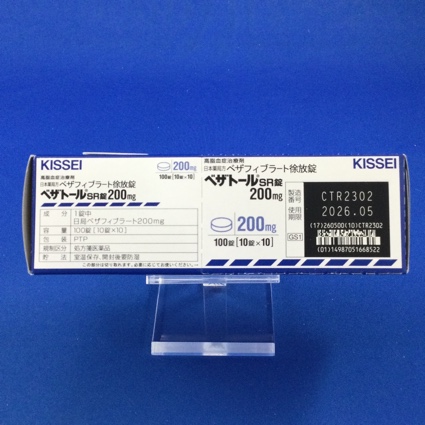 KISSEI
高脂血症治療剤
日本薬局方 ベザフィブラート徐放錠
ベザトール®SR錠200mg
200mg
100錠[10錠×10]
成 分 1錠中
日局ベザフィブラート200mg
容 量 100錠[10錠×10]
包 装 PTP
規制区分 処方箋医薬品
貯 法 室温保存、開封後要防湿
KISSEI
高脂血症治療剤
日本薬局方 ベザフィブラート徐放錠
ベザトール®SR錠
200mg
200mg
100錠[10錠×10]
製造番号 CTR2302
使用期限 2026.05
(17)260500(10)CTR2302
GS1
(01)14987051668522